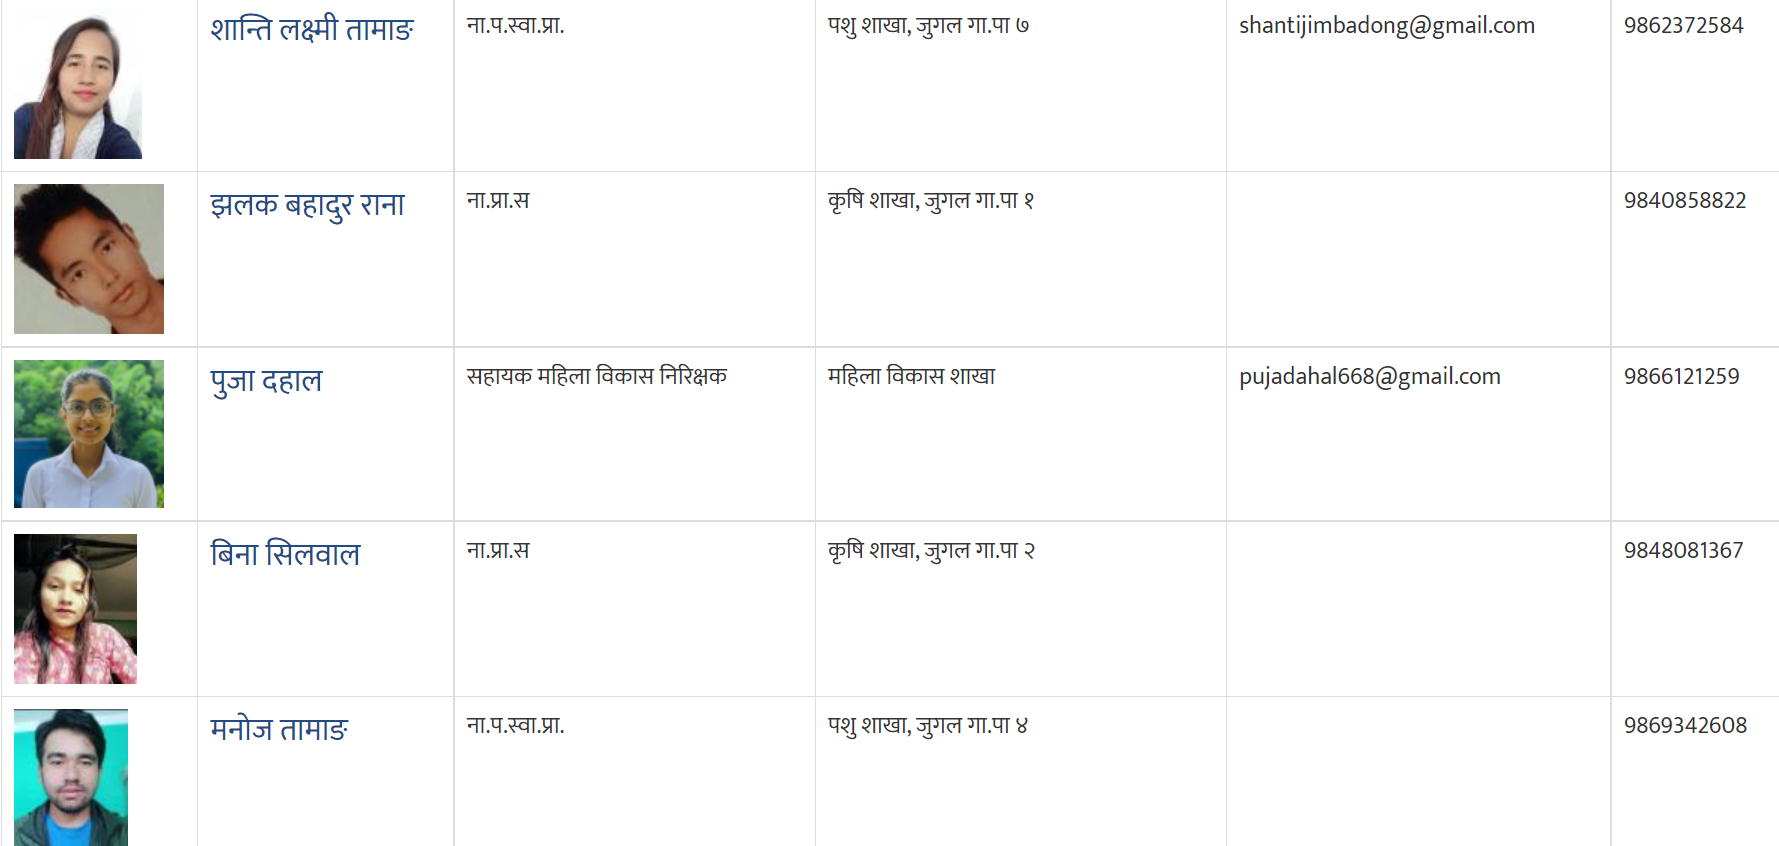 शान्ति लक्ष्मी तामाङ ना.प.स्वा.प्रा. पशु शाखा, जुगल गा.पा ७ shantijimbadong@gmail.com 9862372584
झलक बहादुर राना ना.प्रा.स कृषि शाखा, जुगल गा.पा १ 9840858822
पुजा दहाल सहायक महिला विकास निरिक्षक महिला विकास शाखा pujadahal668@gmail.com 9866121259
बिना सिलवाल ना.प्रा.स कृषि शाखा, जुगल गा.पा २ 9848081367
मनोज तामाङ ना.प.स्वा.प्रा. पशु शाखा, जुगल गा.पा ४ 9869342608